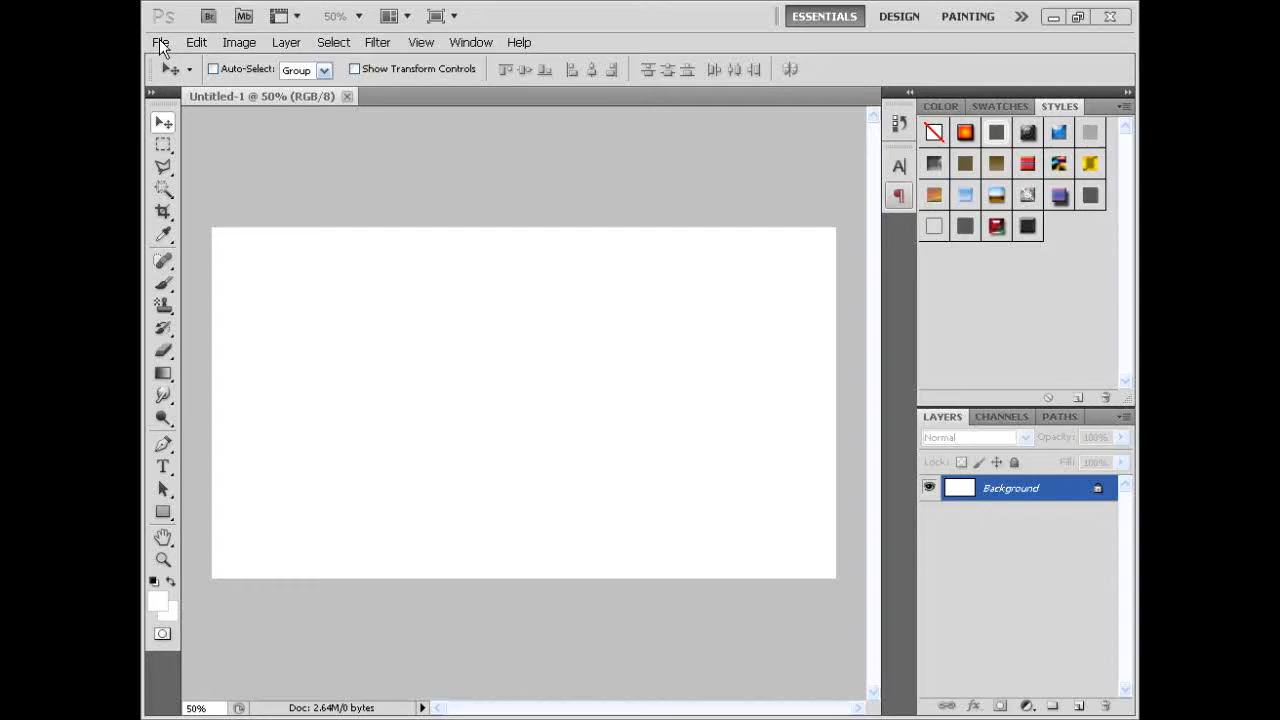 Ps Br Mb 50% ESSENTIALS DESIGN PAINTING
File Edit Image Layer Select Filter View Window Help
Auto-Select: Group Show Transform Controls
Untitled-1 @ 50% (RGB/8)
COLOR SWATCHES STYLES
A
¶
LAYERS CHANNELS PATHS
Normal Opacity: 100%
Lock: Fill: 100%
Background
T
fx
50% Doc: 2.64M/0 bytes